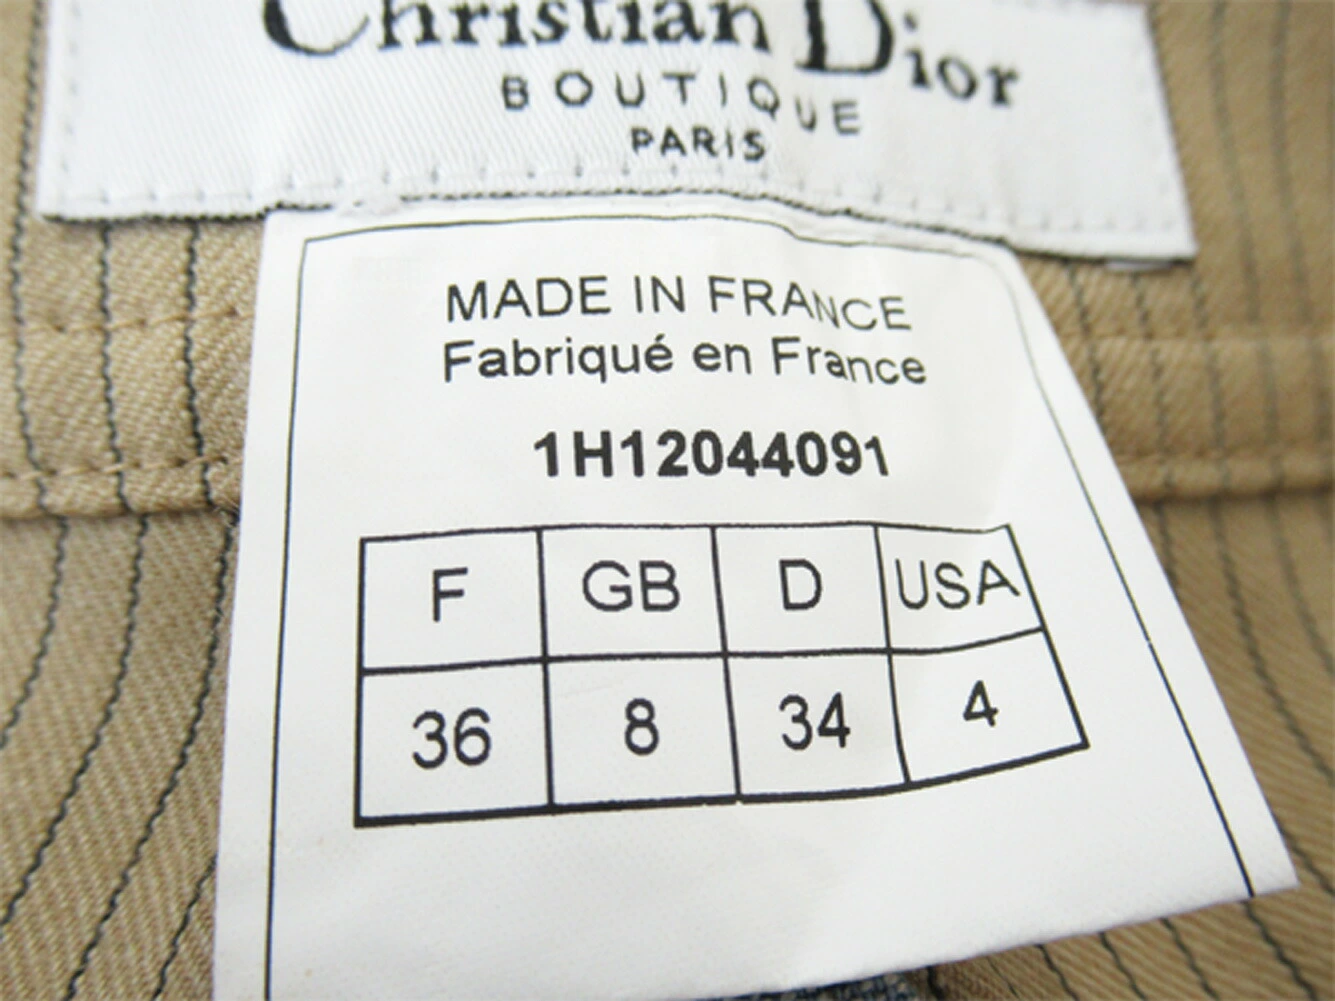 Christian Dior
BOUTIQUE
PARIS
MADE IN FRANCE
Fabriqué en France
1H12044091
F GB D USA
36 8 34 4